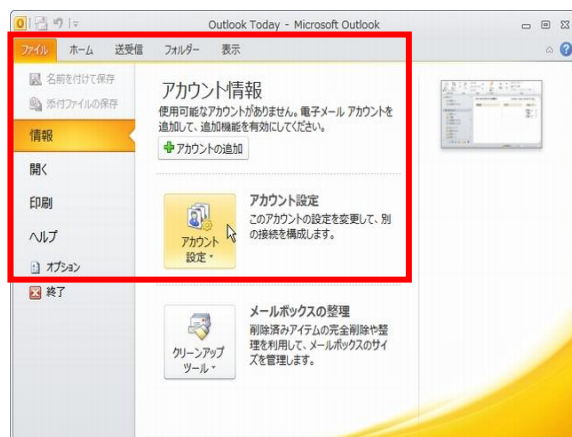 Outlook Today - Microsoft Outlook
ファイル ホーム 送受信 フォルダー 表示
名前を付けて保存
添付ファイルの保存
情報
開く
印刷
ヘルプ
オプション
終了
アカウント情報
使用可能なアカウントがありません。電子メール アカウントを
追加して、追加機能を有効にしてください。
アカウントの追加
アカウント
設定
アカウント設定
このアカウントの設定を変更して、別
の接続を構成します。
クリーンアップ
ツール
メールボックスの整理
削除済みアイテムの完全削除や整
理を利用して、メールボックスのサイ
ズを管理します。